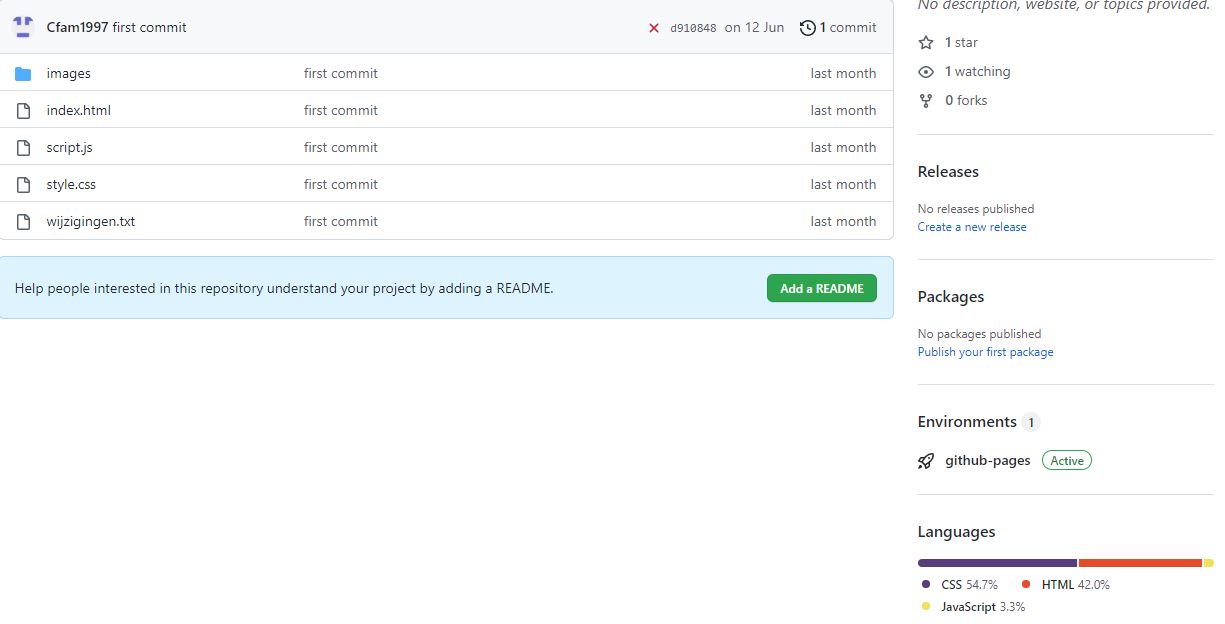 Cfam1997 first commit d910848 on 12 Jun 1 commit
images first commit last month
index.html first commit last month
script.js first commit last month
style.css first commit last month
wijzigingen.txt first commit last month
Help people interested in this repository understand your project by adding a README. Add a README
No description, website, or topics provided.
1 star
1 watching
0 forks
Releases
No releases published
Create a new release
Packages
No packages published
Publish your first package
Environments 1
github-pages Active
Languages
CSS 54.7% HTML 42.0%
JavaScript 3.3%